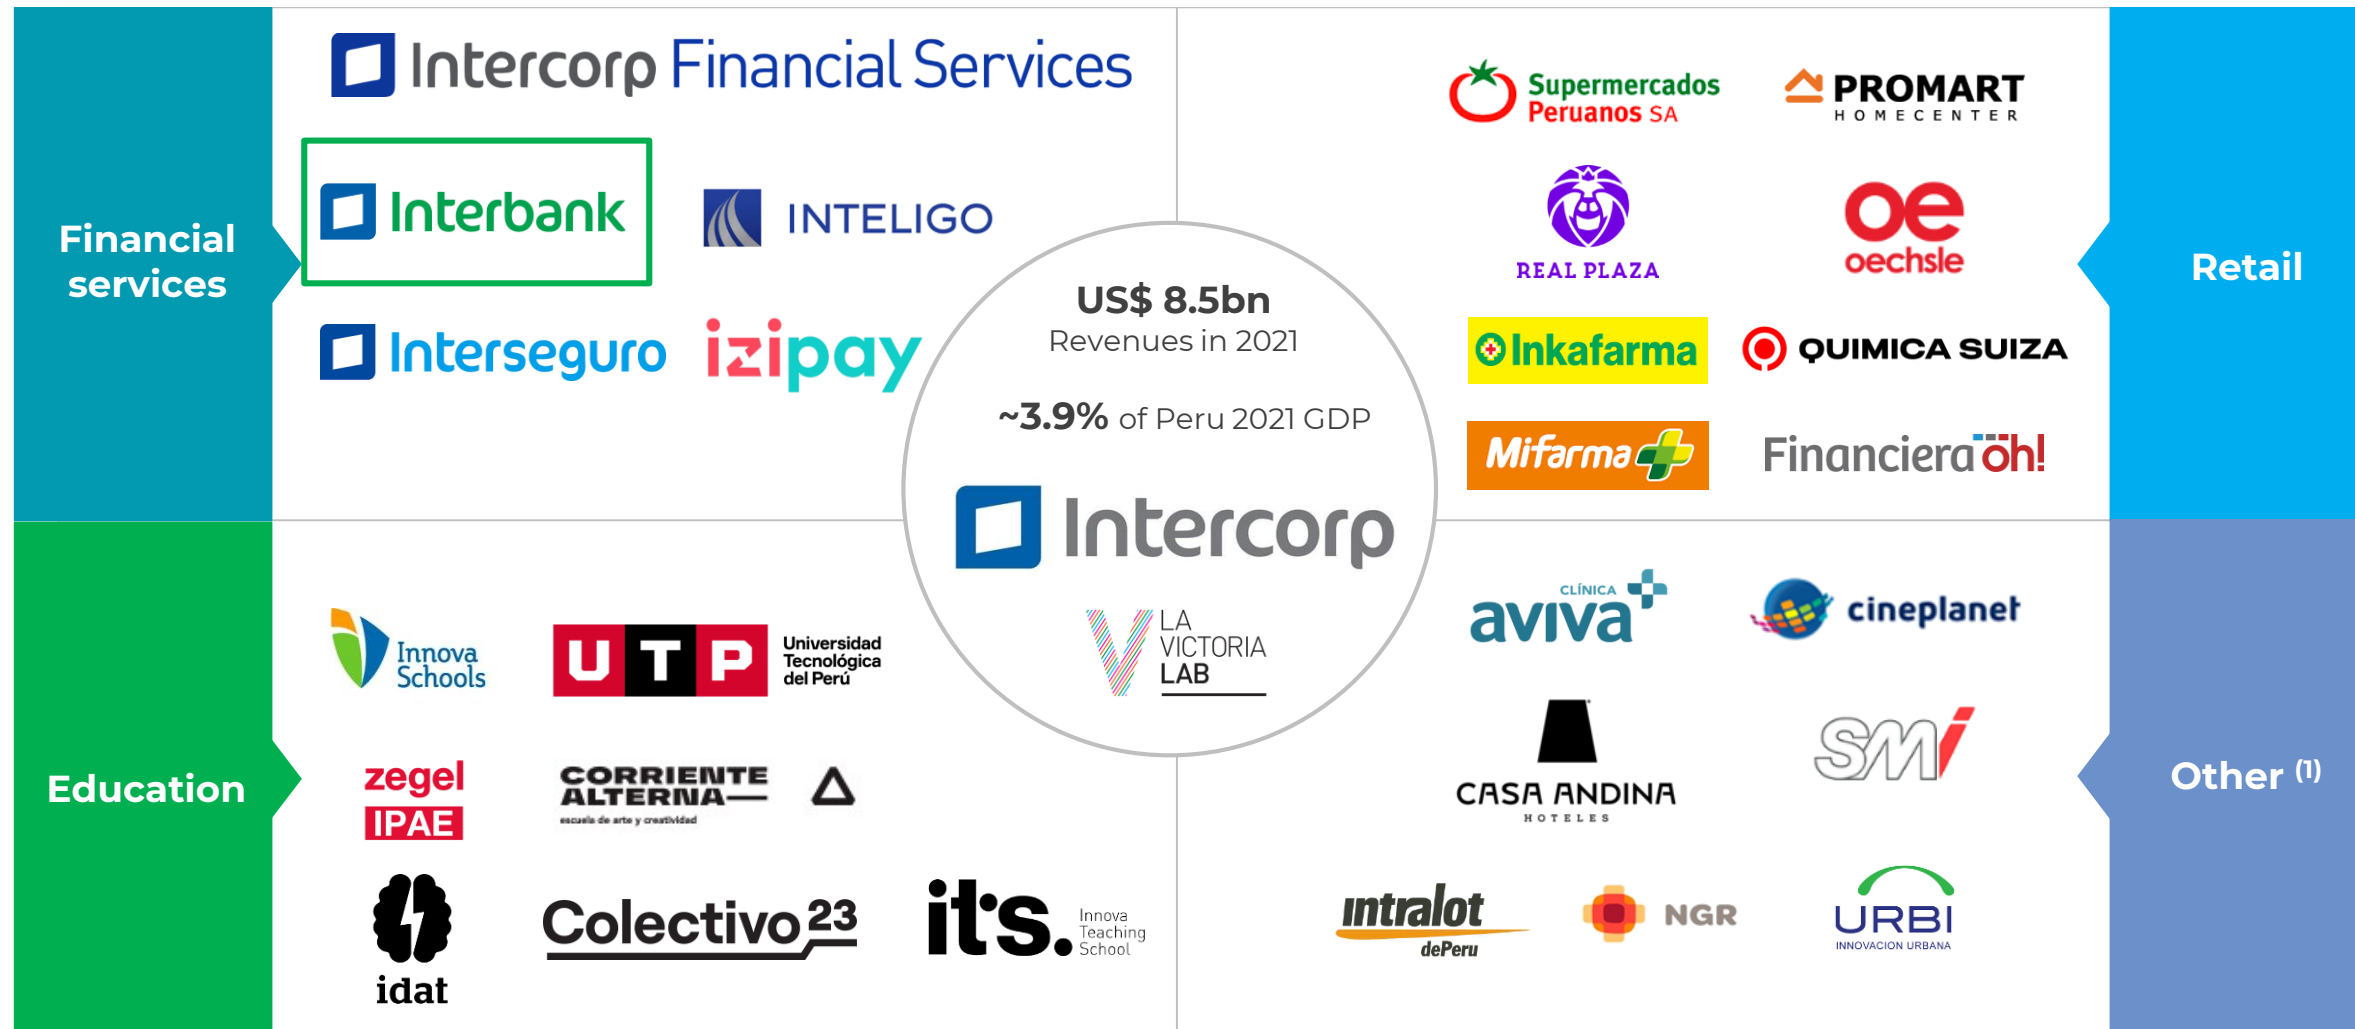 Financial
services
Intercorp Financial Services
Interbank
INTELIGO
Interseguro
izipay
Supermercados
Peruanos SA
PROMART
HOMECENTER
REAL PLAZA
oe
oechsle
Inkafarma
QUIMICA SUIZA
Mifarma
Financiera oh!
Retail
US$ 8.5bn
Revenues in 2021
~3.9% of Peru 2021 GDP
Intercorp
LA
VICTORIA
LAB
Education
Innova
Schools
UTP
Universidad
Tecnológica
del Perú
zegel
IPAE
CORRIENTE
ALTERNA
escuela de arte y creatividad
idat
Colectivo 23
it's.
Innova
Teaching
School
CLÍNICA
aviva
cineplanet
CASA ANDINA
HOTELES
SMi
intralot
dePeru
NGR
URBI
INNOVACION URBANA
Other (1)